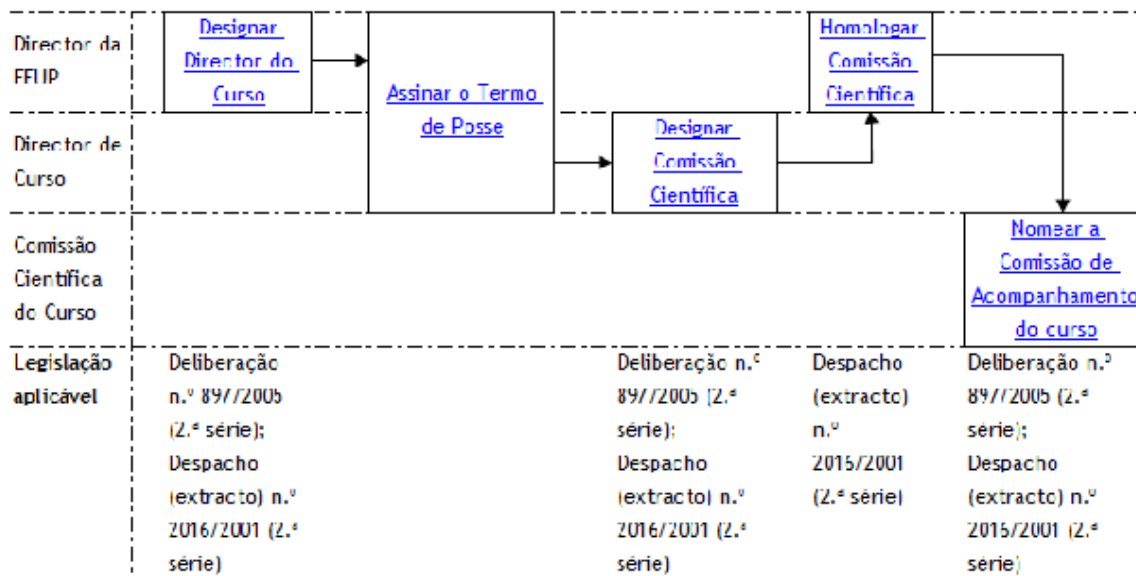 Director da
FEUP
Designar
Director do
Curso
Assinar o Termo
de Posse
Homologar
Comissão
Científica
Director de
Curso
Designar
Comissão
Científica
Comissão
Científica
do Curso
Nomear a
Comissão de
Acompanhamento
do curso
Legislação
aplicável
Deliberação
n.º 897/2005
(2.ª série);
Despacho
(extracto) n.º
2016/2001 (2.ª
série)
Deliberação n.º
897/2005 (2.ª
série);
Despacho
(extracto) n.º
2016/2001 (2.ª
série)
Despacho
(extracto)
n.º
2016/2001
(2.ª série)
Deliberação n.º
897/2005 (2.ª
série);
Despacho
(extracto) n.º
2016/2001 (2.ª
série)